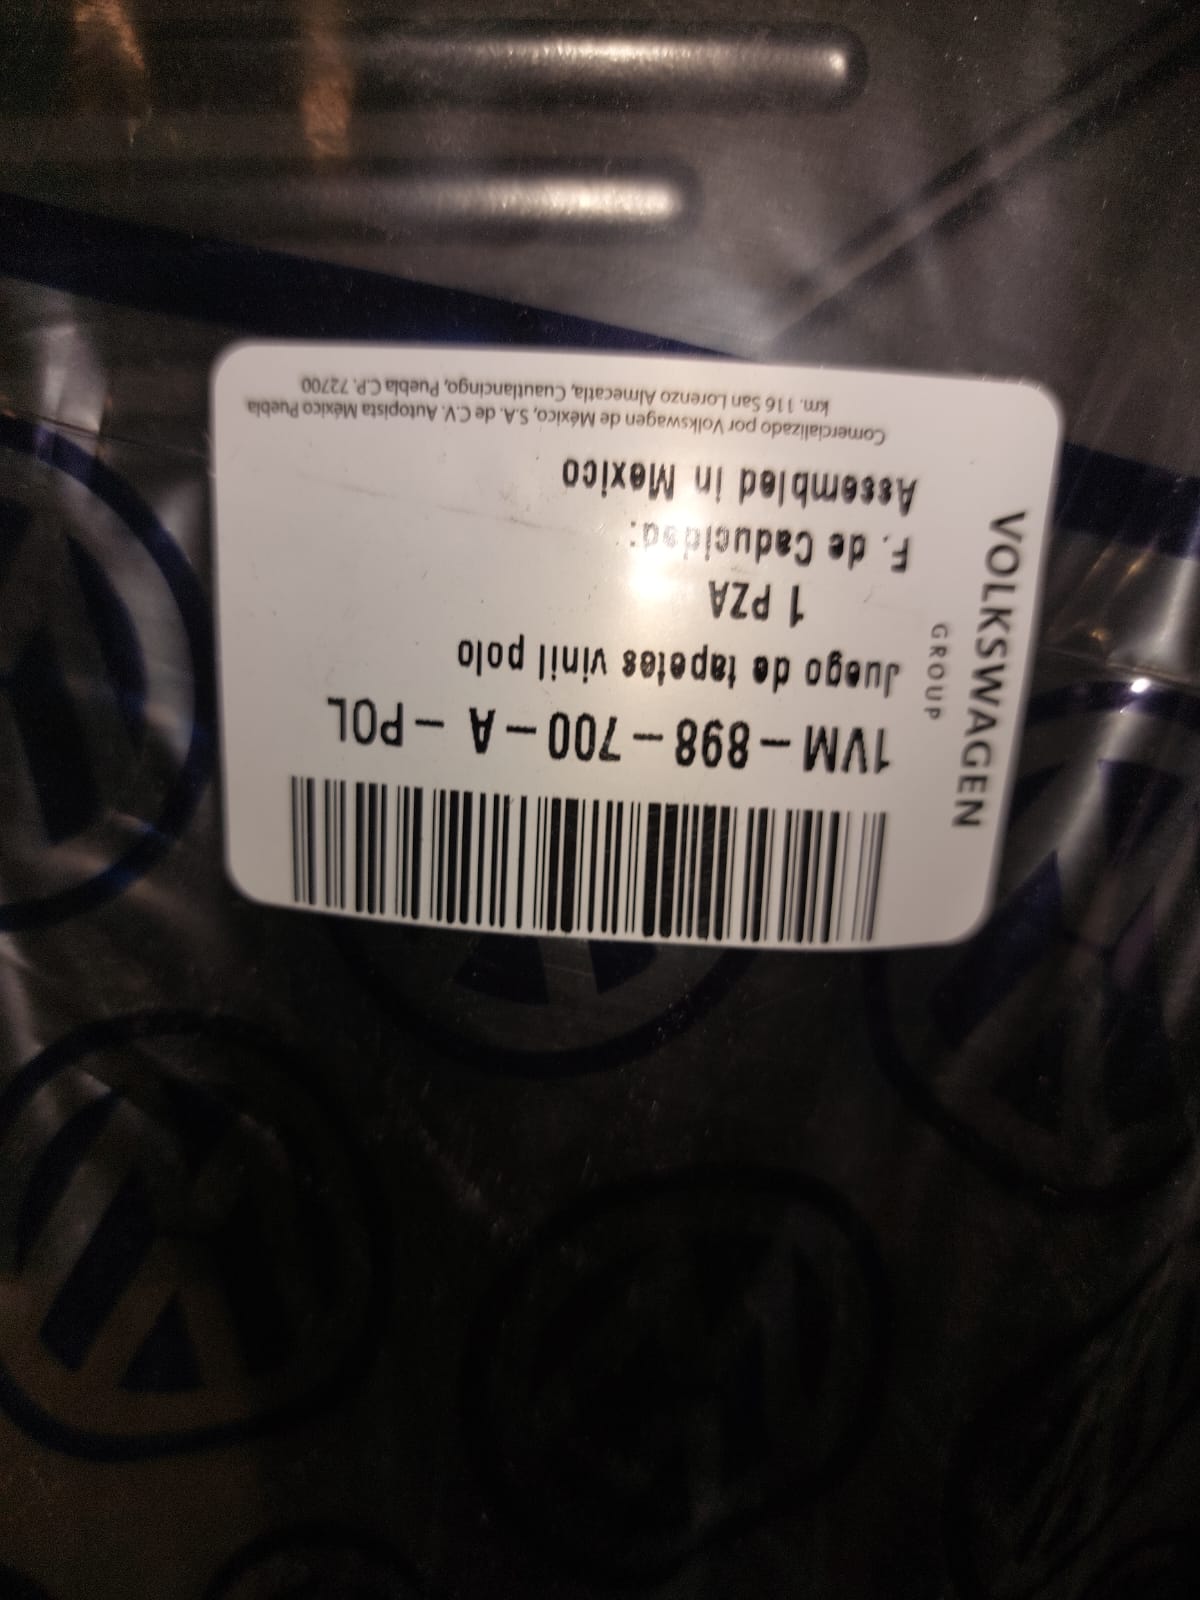 VOLKSWAGEN
GROUP
1VM-898-700-A-POL
Juego de tapetes vinil polo
1 PZA
F. de Caducidad:
Assembled in Mexico
Comercializado por Volkswagen de México, S.A. de C.V. Autopista México Puebla
km. 116 San Lorenzo Almecatla, Cuautlancingo, Puebla C.P. 72700